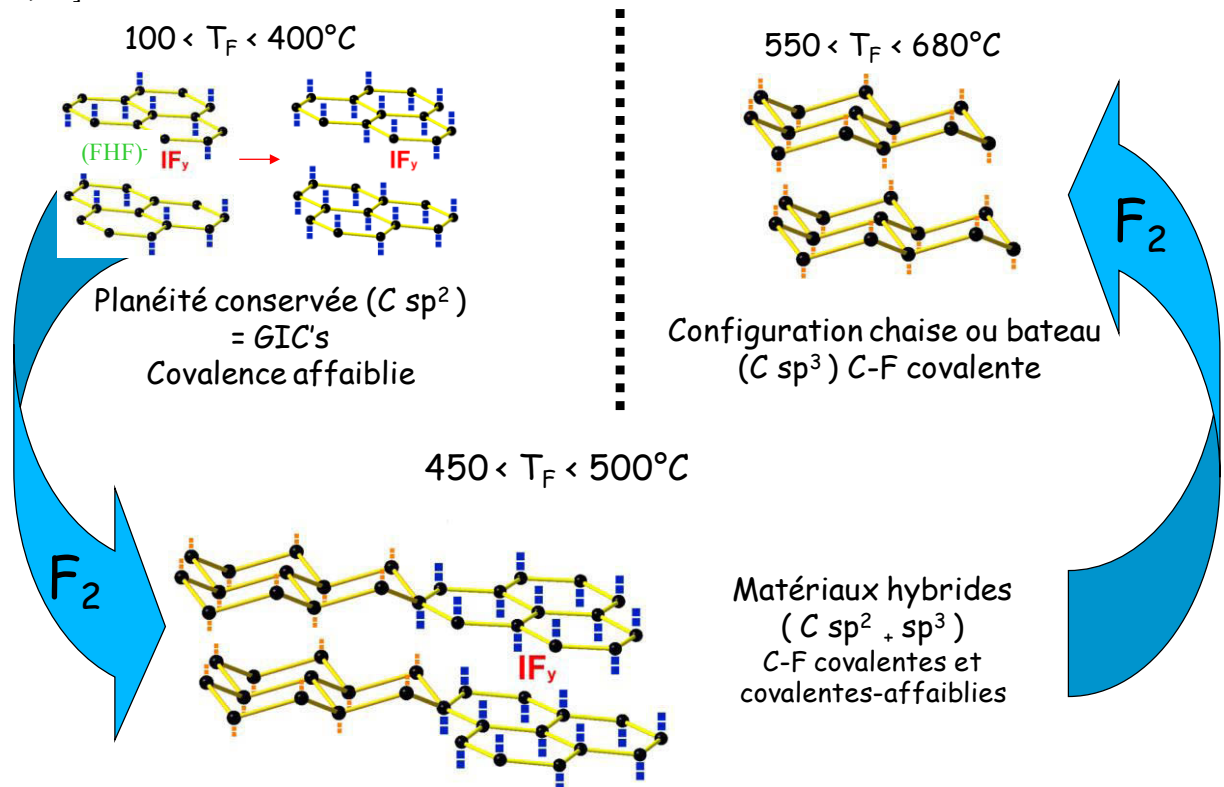 100 < T_F < 400°C
550 < T_F < 680°C
(FHF)⁻ IF_y
IF_y
F₂
Planéité conservée (C sp²)
= GIC's
Covalence affaiblie
Configuration chaise ou bateau
(C sp³) C-F covalente
450 < T_F < 500°C
F₂
IF_y
Matériaux hybrides
(C sp² + sp³)
C-F covalentes et
covalentes-affaiblies